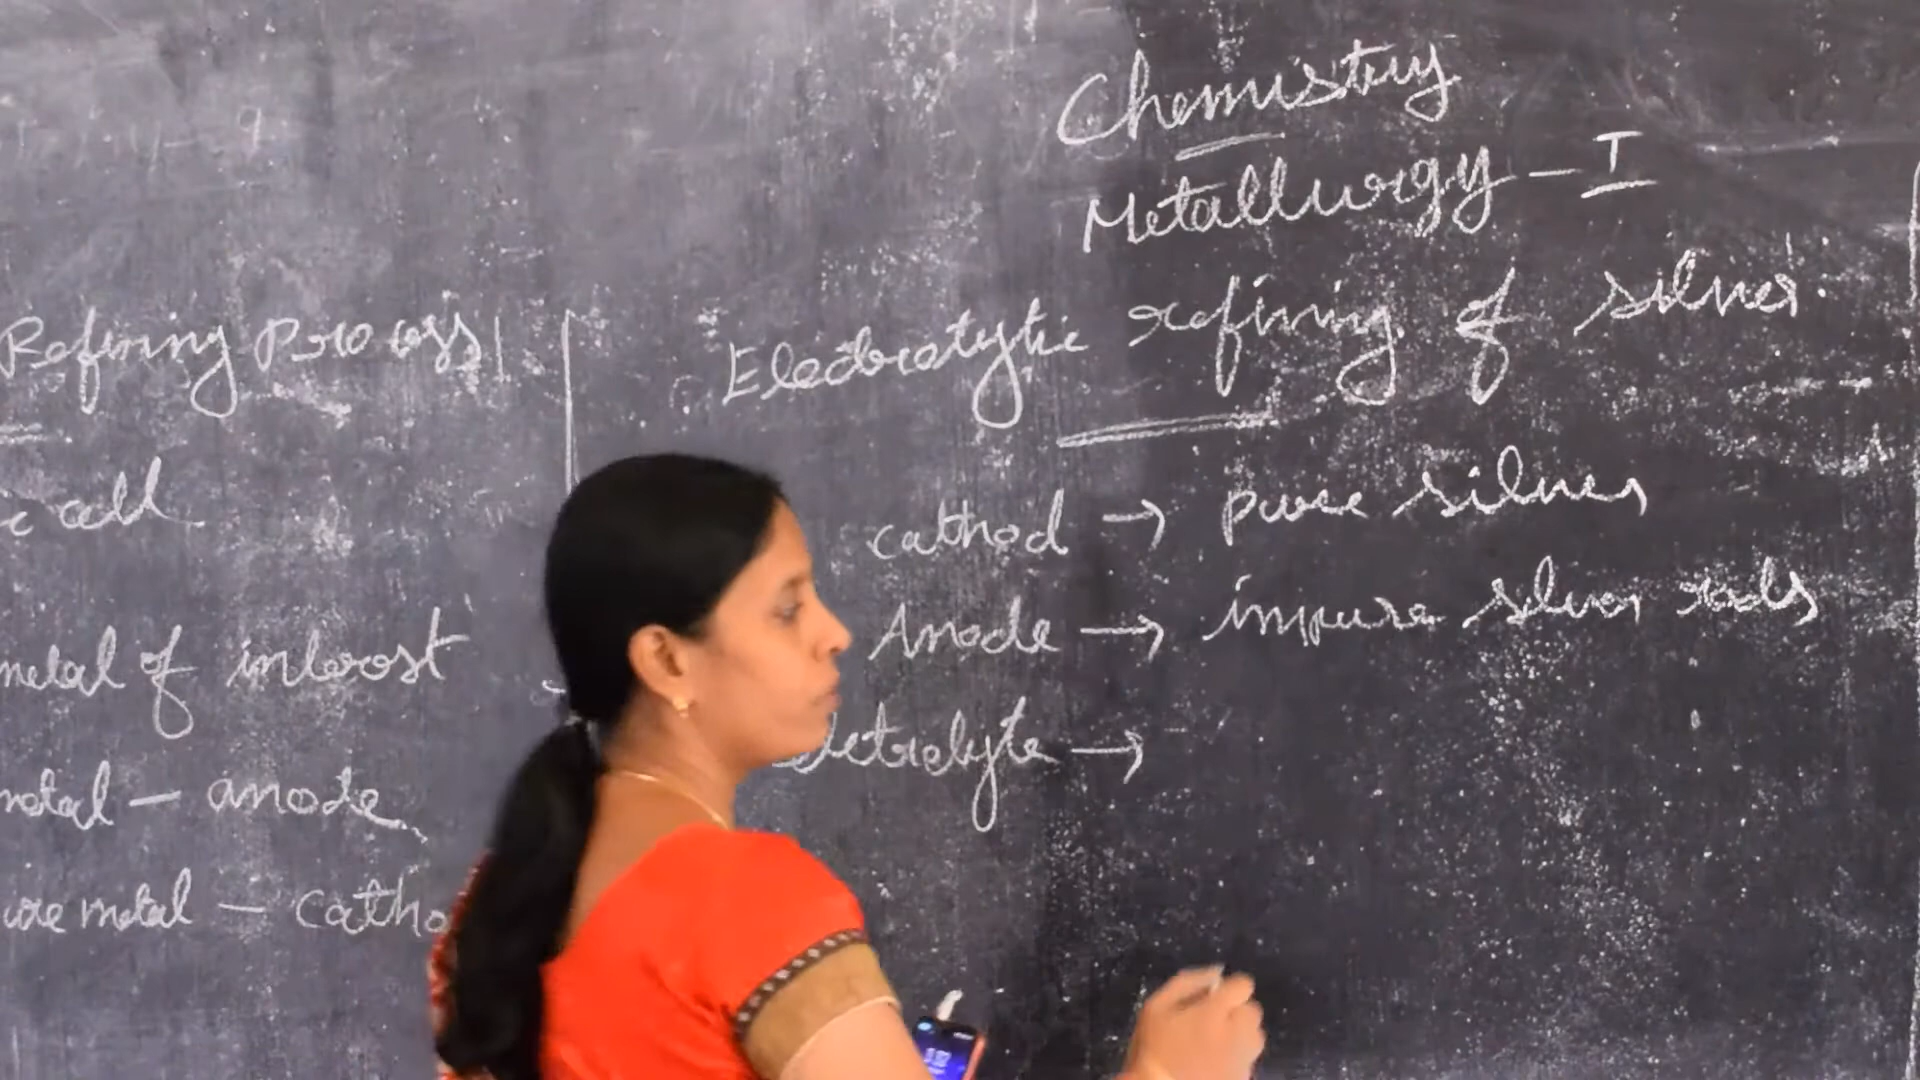 Chemistry
Metallurgy - I
Refining Process
Electrolytic refining of silver
cell
cathod → pure silver
metal of interest
Anode → impure silver rods
metal - anode
electrolyte →
metal - catho